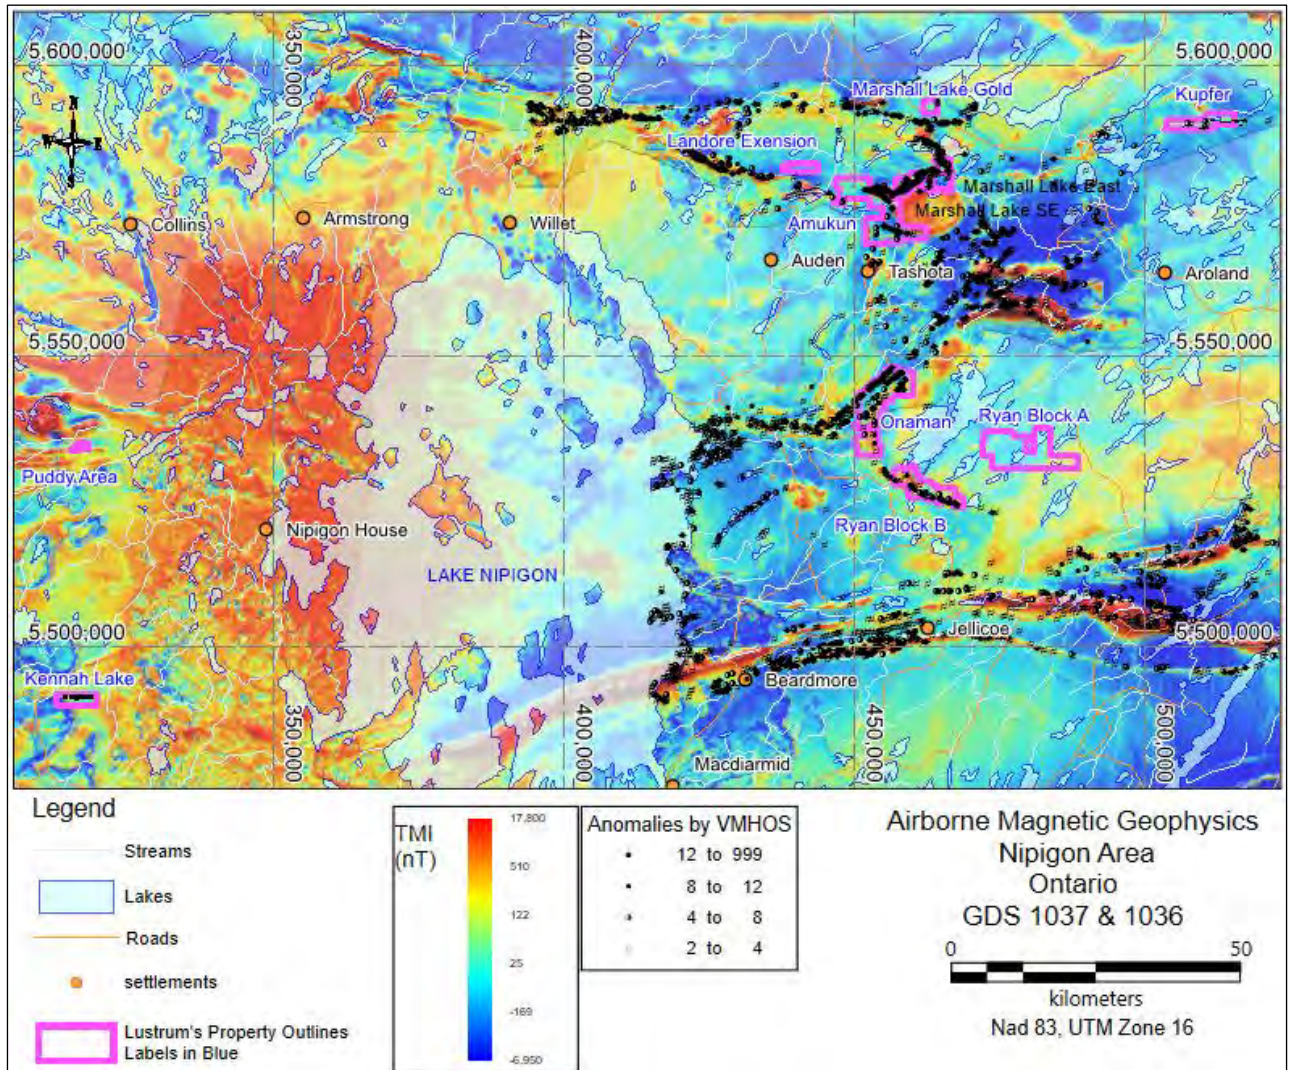 5,600,000
350,000
400,000
5,600,000
Marshall Lake Gold
Kupfer
Landore Exension
N
W
E
S
Marshall Lake East
Marshall Lake SE
Collins
Armstrong
Willet
Amukun
Auden
Tashota
Aroland
5,550,000
5,550,000
Onaman
Ryan Block A
Puddy Area
Ryan Block B
Nipigon House
LAKE NIPIGON
5,500,000
5,500,000
Jellicoe
Kennah Lake
Beardmore
350,000
400,000
450,000
500,000
Macdiarmid
Legend
Streams
Lakes
Roads
settlements
Lustrum's Property Outlines
Labels in Blue
TMI
(nT)
17,800
510
122
25
-169
-6,950
Anomalies by VMHOS
12 to 999
8 to 12
4 to 8
2 to 4
Airborne Magnetic Geophysics
Nipigon Area
Ontario
GDS 1037 & 1036
0 50
kilometers
Nad 83, UTM Zone 16